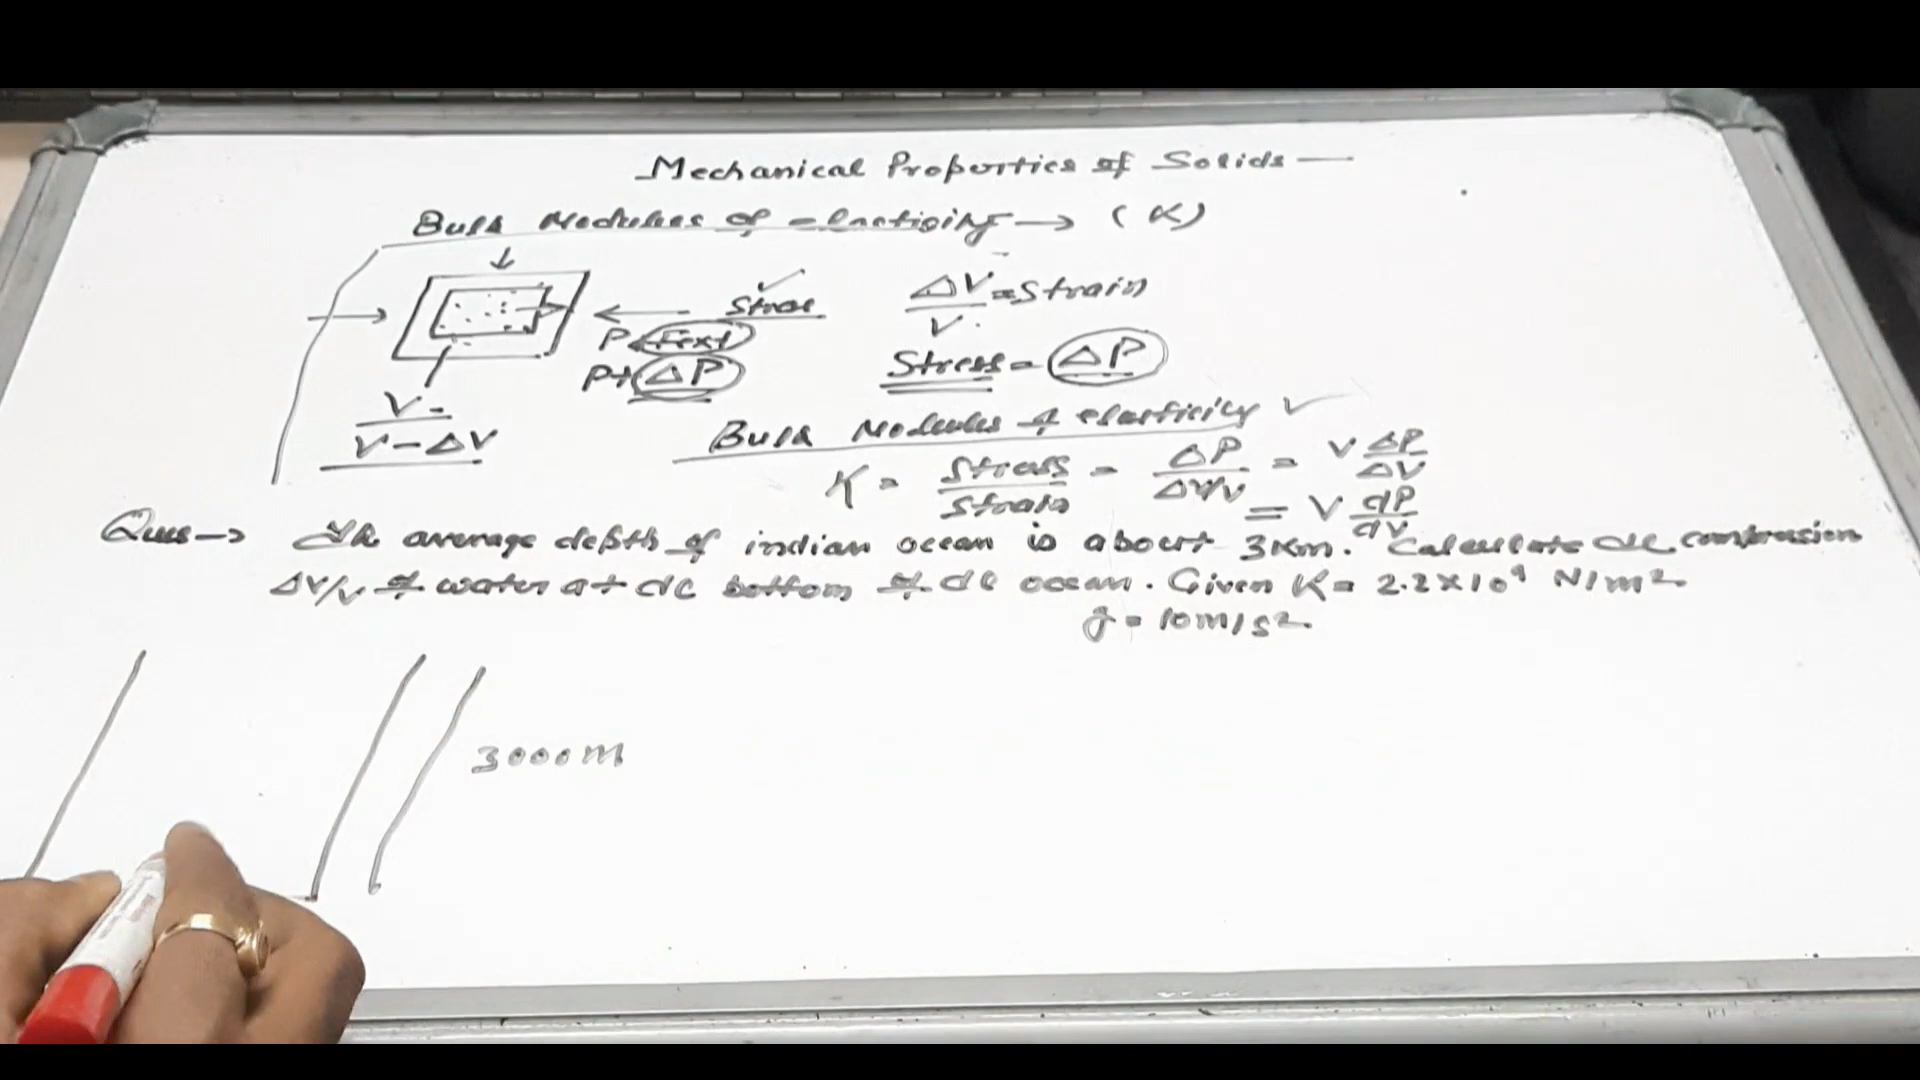 Mechanical Properties of Solids —
Bulk Modulus of elasticity → (K)
Stress
ΔV/V = Strain
P Fext
P+ΔP
Stress = ΔP
V -
V - ΔV
Bulk Modulus of elasticity ✓
K = Stress/Strain = ΔP/ΔV/V = V ΔP/ΔV
= V dP/dV
Ques → The average depth of indian ocean is about 3km. Calculate the compression
ΔV/V of water at the bottom of the ocean. Given K = 2.2×10⁹ N/m²
g = 10m/s²
3000m